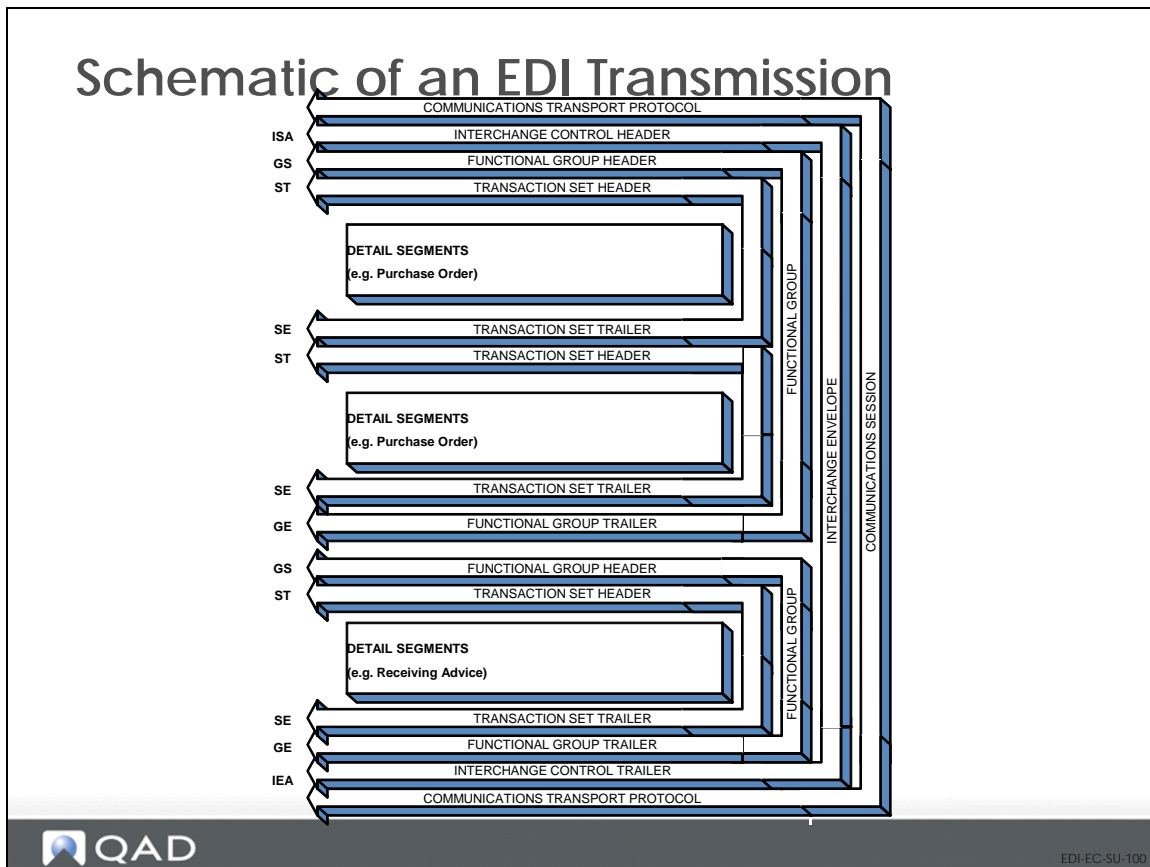 Schematic of an EDI Transmission
COMMUNICATIONS TRANSPORT PROTOCOL
ISA INTERCHANGE CONTROL HEADER
GS FUNCTIONAL GROUP HEADER
ST TRANSACTION SET HEADER
DETAIL SEGMENTS
(e.g. Purchase Order)
SE TRANSACTION SET TRAILER
ST TRANSACTION SET HEADER
DETAIL SEGMENTS
(e.g. Purchase Order)
SE TRANSACTION SET TRAILER
GE FUNCTIONAL GROUP TRAILER
GS FUNCTIONAL GROUP HEADER
ST TRANSACTION SET HEADER
DETAIL SEGMENTS
(e.g. Receiving Advice)
SE TRANSACTION SET TRAILER
GE FUNCTIONAL GROUP TRAILER
IEA INTERCHANGE CONTROL TRAILER
COMMUNICATIONS TRANSPORT PROTOCOL
FUNCTIONAL GROUP
FUNCTIONAL GROUP
INTERCHANGE ENVELOPE
COMMUNICATIONS SESSION
QAD
EDI-EC-SU-100